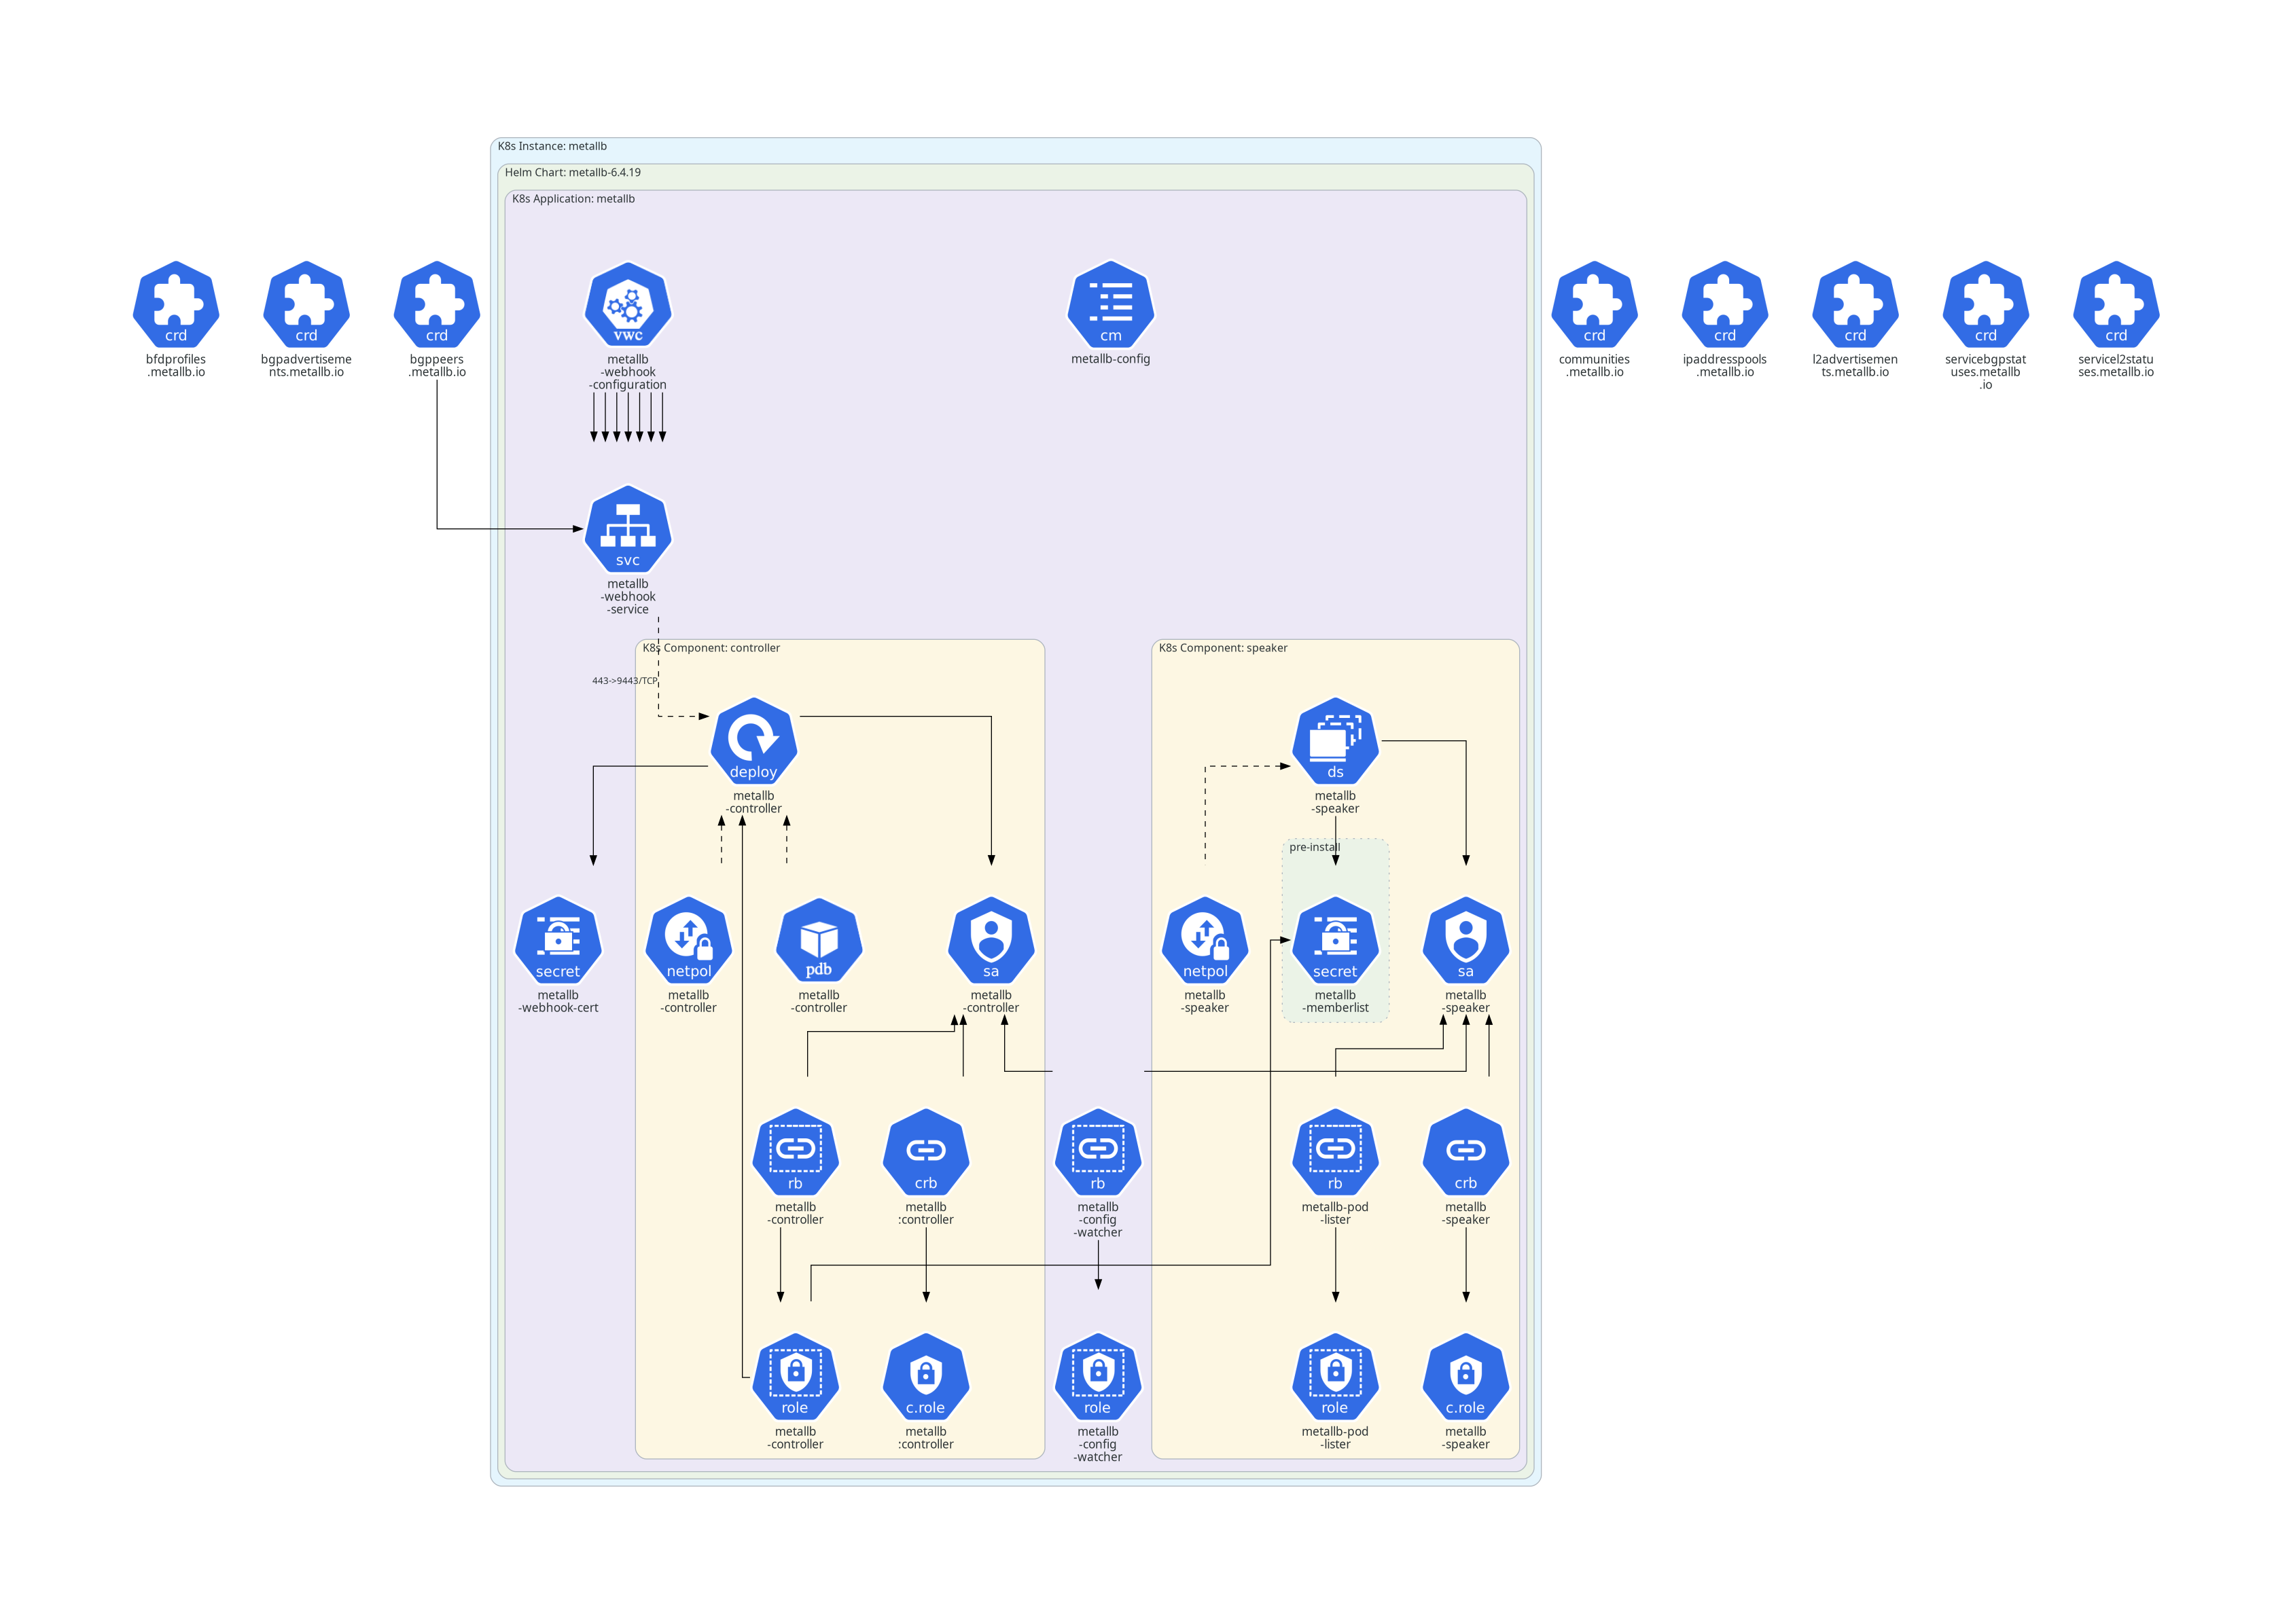 K8s Instance: metallb
Helm Chart: metallb-6.4.19
K8s Application: metallb
crd
bfdprofiles
.metallb.io
crd
bgpadvertiseme
nts.metallb.io
crd
bgppeers
.metallb.io
vwc
metallb
-webhook
-configuration
cm
metallb-config
crd
communities
.metallb.io
crd
ipaddresspools
.metallb.io
crd
l2advertisemen
ts.metallb.io
crd
servicebgpstat
uses.metallb
.io
crd
servicel2statu
ses.metallb.io
svc
metallb
-webhook
-service
K8s Component: controller
K8s Component: speaker
443->9443/TCP
deploy
metallb
-controller
ds
metallb
-speaker
pre-install
secret
metallb
-webhook-cert
netpol
metallb
-controller
pdb
metallb
-controller
sa
metallb
-controller
netpol
metallb
-speaker
secret
metallb
-memberlist
sa
metallb
-speaker
rb
metallb
-controller
crb
metallb
:controller
rb
metallb
-config
-watcher
rb
metallb-pod
-lister
crb
metallb
-speaker
role
metallb
-controller
c.role
metallb
:controller
role
metallb
-config
-watcher
role
metallb-pod
-lister
c.role
metallb
-speaker